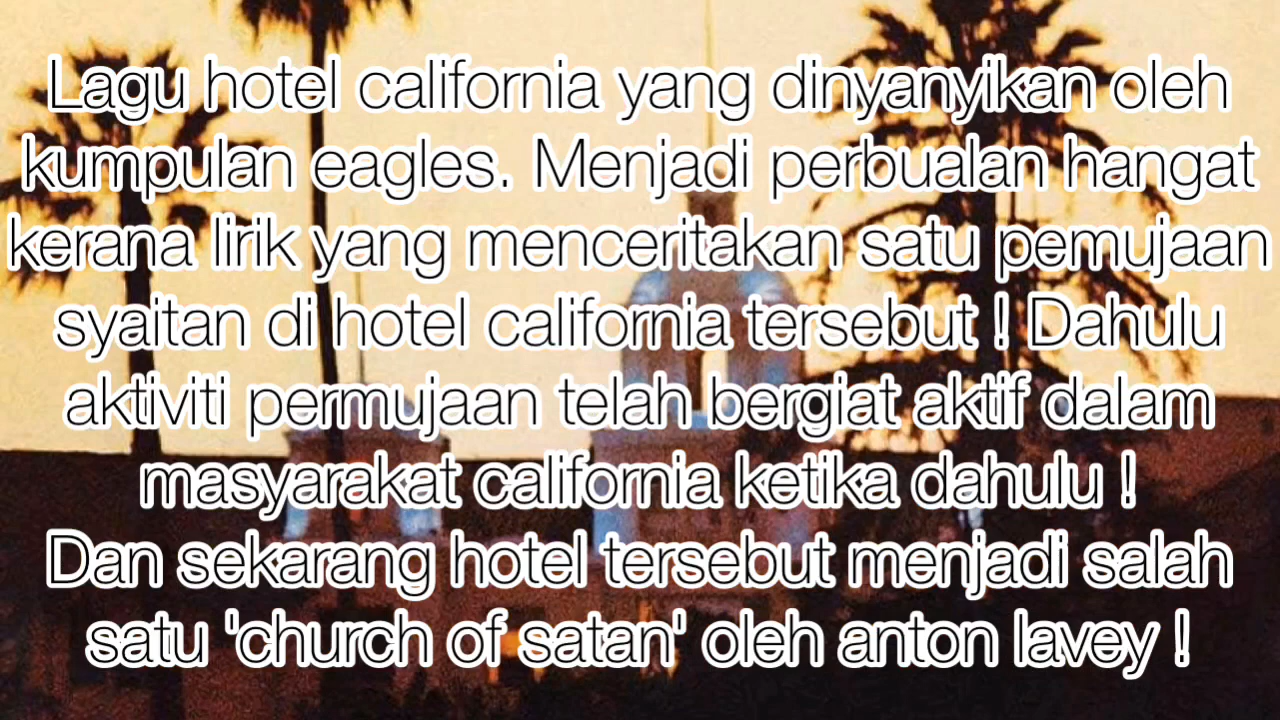 Lagu hotel california yang dinyanyikan oleh
kumpulan eagles. Menjadi perbualan hangat
kerana lirik yang menceritakan satu pemujaan
syaitan di hotel california tersebut ! Dahulu
aktiviti permujaan telah bergiat aktif dalam
masyarakat california ketika dahulu !
Dan sekarang hotel tersebut menjadi salah
satu 'church of satan' oleh anton lavey !